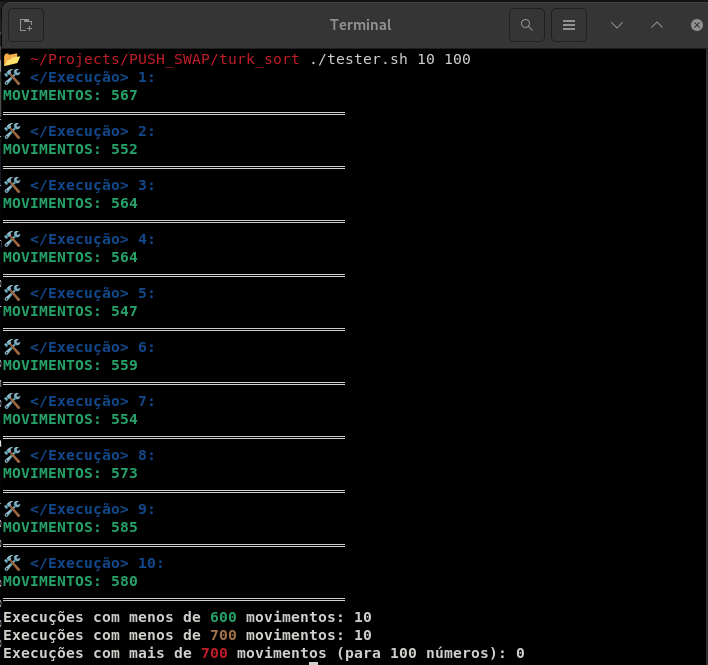 Terminal
~/Projects/PUSH_SWAP/turk_sort ./tester.sh 10 100
</Execução> 1:
MOVIMENTOS: 567
</Execução> 2:
MOVIMENTOS: 552
</Execução> 3:
MOVIMENTOS: 564
</Execução> 4:
MOVIMENTOS: 564
</Execução> 5:
MOVIMENTOS: 547
</Execução> 6:
MOVIMENTOS: 559
</Execução> 7:
MOVIMENTOS: 554
</Execução> 8:
MOVIMENTOS: 573
</Execução> 9:
MOVIMENTOS: 585
</Execução> 10:
MOVIMENTOS: 580
Execuções com menos de 600 movimentos: 10
Execuções com menos de 700 movimentos: 10
Execuções com mais de 700 movimentos (para 100 números): 0